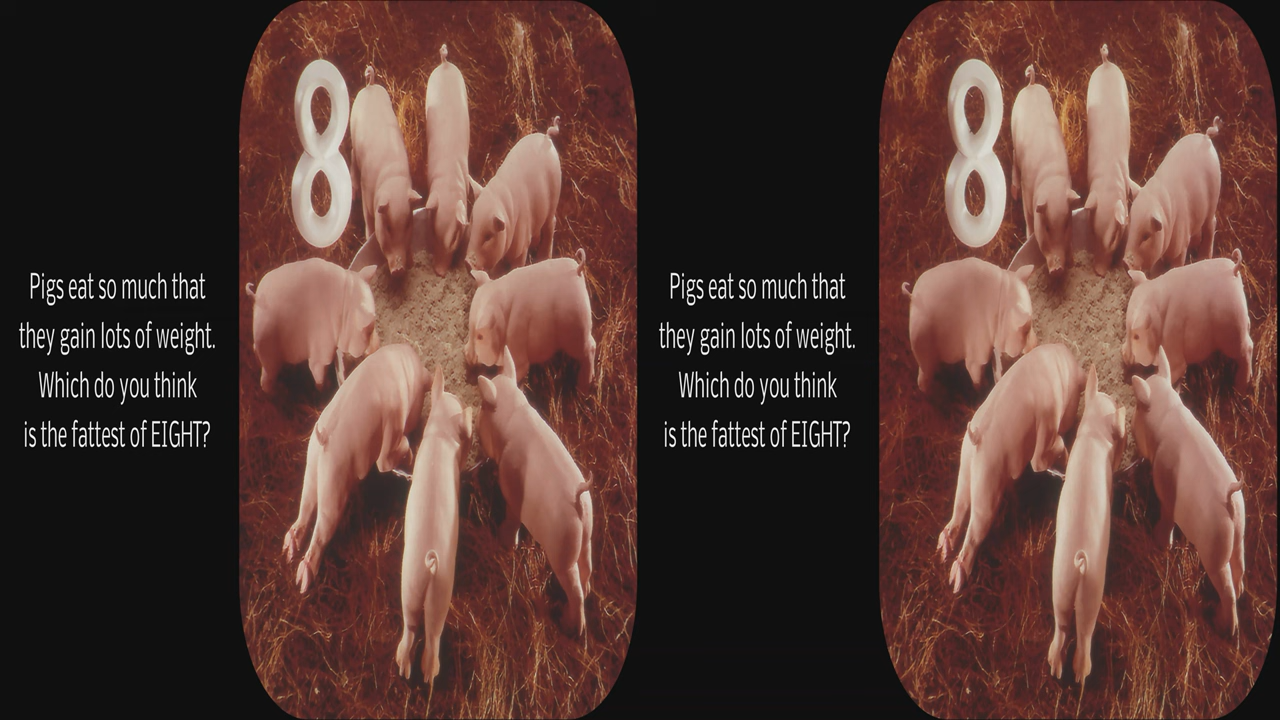 Pigs eat so much that
they gain lots of weight.
Which do you think
is the fattest of EIGHT?
8
Pigs eat so much that
they gain lots of weight.
Which do you think
is the fattest of EIGHT?
8